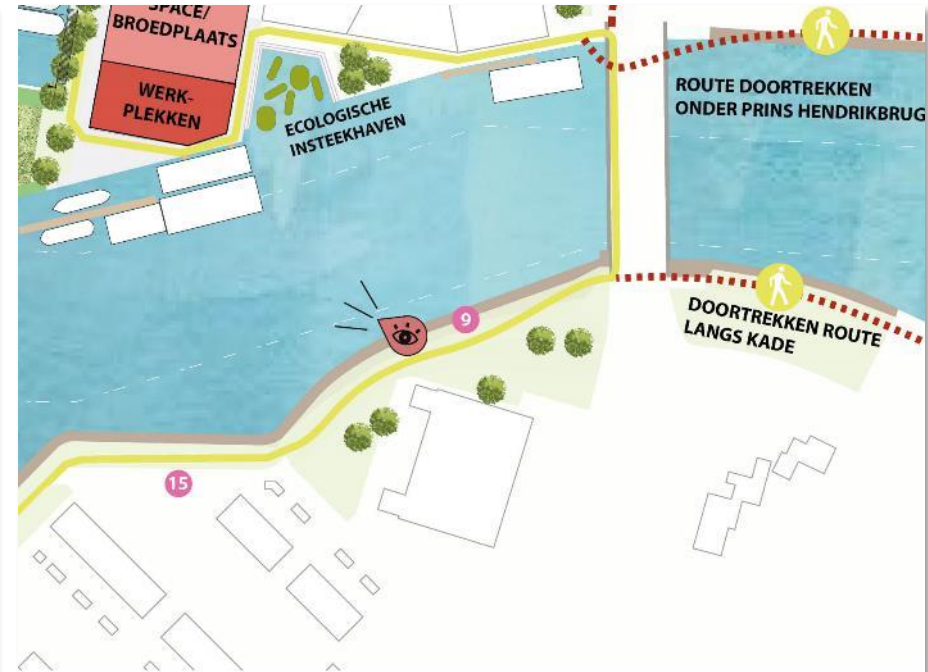 SPACE/
BROEDPLAATS
WERK-
PLEKKEN
ECOLOGISCHE
INSTEEKHAVEN
ROUTE DOORTREKKEN
ONDER PRINS HENDRIKBRUG
9
DOORTREKKEN ROUTE
LANGS KADE
15